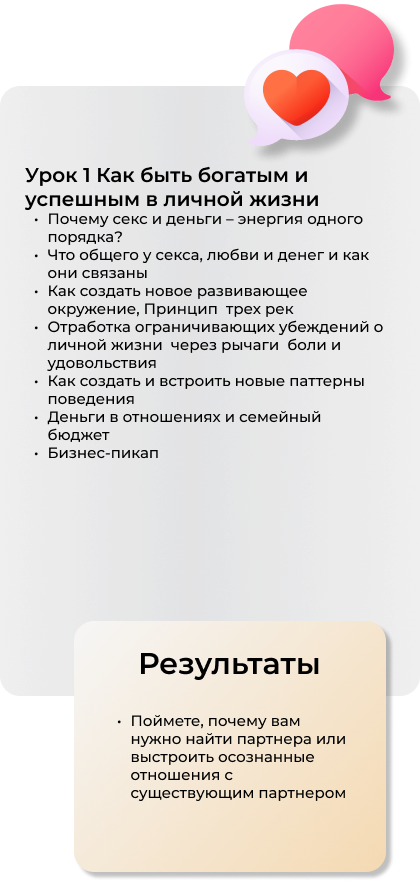 Урок 1 Как быть богатым и
успешным в личной жизни
• Почему секс и деньги – энергия одного
порядка?
• Что общего у секса, любви и денег и как
они связаны
• Как создать новое развивающее
окружение, Принцип трех рек
• Отработка ограничивающих убеждений о
личной жизни через рычаги боли и
удовольствия
• Как создать и встроить новые паттерны
поведения
• Деньги в отношениях и семейный
бюджет
• Бизнес-пикап
Результаты
• Поймете, почему вам
нужно найти партнера или
выстроить осознанные
отношения с
существующим партнером